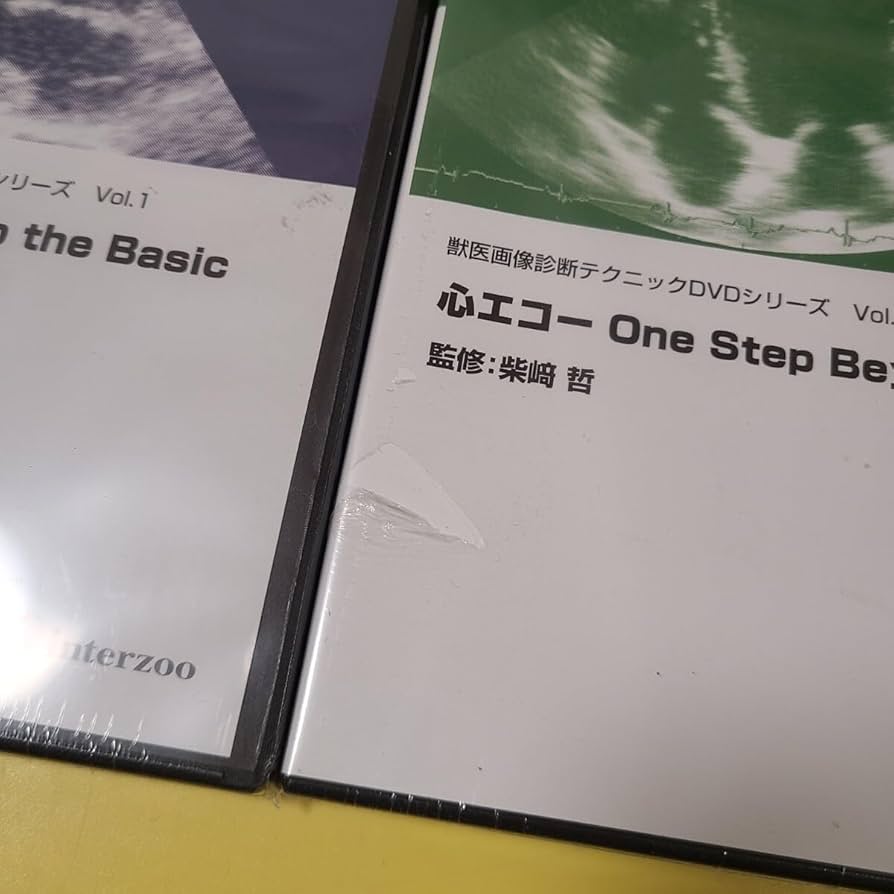 シリーズ Vol.1
the Basic
nterzoo
獣医画像診断テクニックDVDシリーズ Vol.
心エコー One Step Be
監修:柴﨑 哲